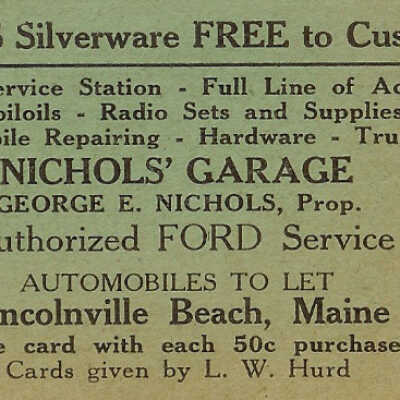 Silverware FREE to Cus
ervice Station - Full Line of Ac
biloils - Radio Sets and Supplies
bile Repairing - Hardware - Tru
NICHOLS' GARAGE
GEORGE E. NICHOLS, Prop.
uthorized FORD Service
AUTOMOBILES TO LET
ncolnville Beach, Maine
e card with each 50c purchase
Cards given by L. W. Hurd